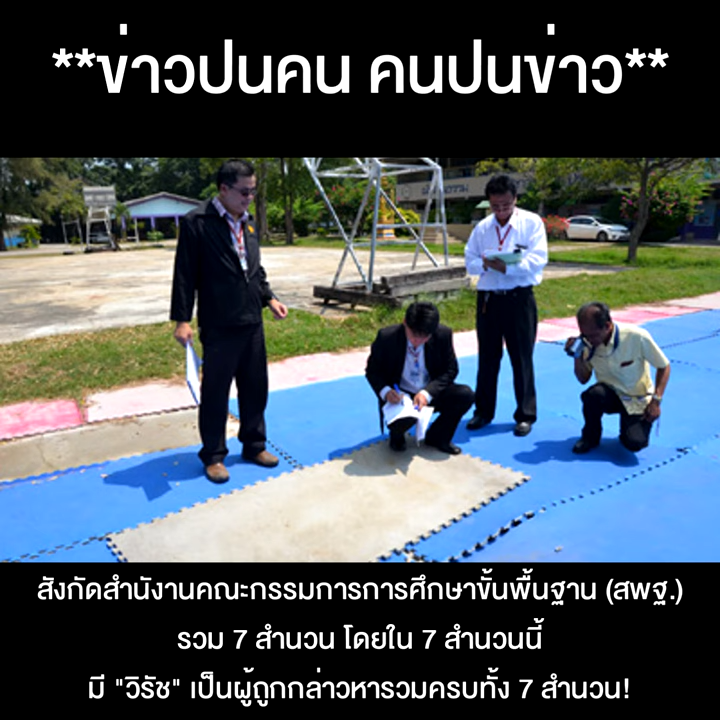 **ข่าวปนคน คนปนข่าว**
สังกัดสำนังานคณะกรรมการการศึกษาขั้นพื้นฐาน (สพฐ.)
รวม 7 สำนวน โดยใน 7 สำนวนนี้
มี "วิรัช" เป็นผู้ถูกกล่าวหารวมครบทั้ง 7 สำนวน!